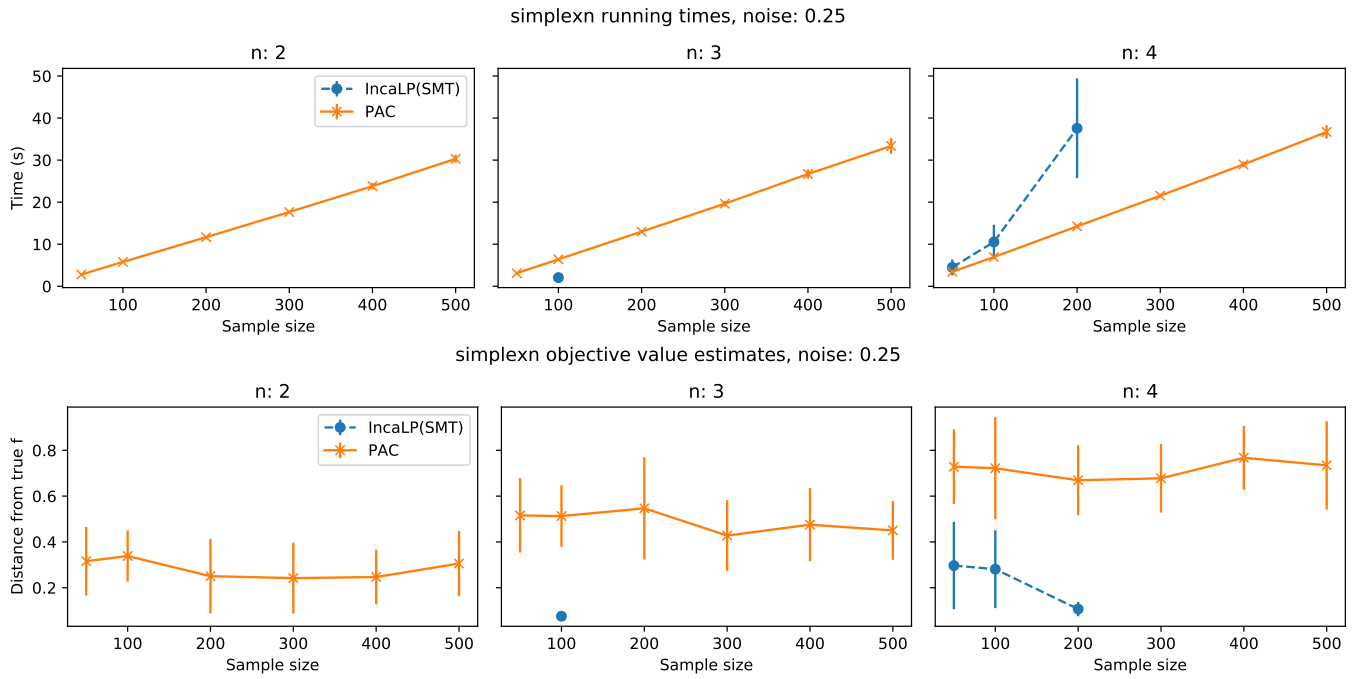 simplexn running times, noise: 0.25
n: 2
n: 3
n: 4
IncaLP(SMT)
PAC
Time (s)
50
40
30
20
10
0
100 200 300 400 500
100 200 300 400 500
100 200 300 400 500
Sample size
Sample size
Sample size
simplexn objective value estimates, noise: 0.25
n: 2
n: 3
n: 4
IncaLP(SMT)
PAC
Distance from true f
0.8
0.6
0.4
0.2
100 200 300 400 500
100 200 300 400 500
100 200 300 400 500
Sample size
Sample size
Sample size